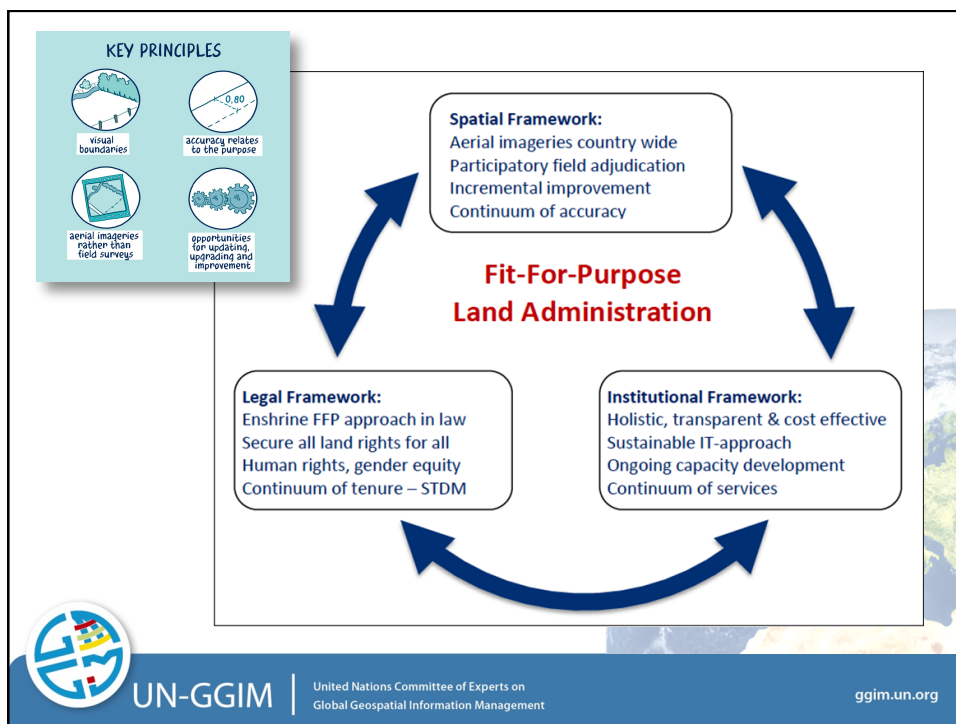 KEY PRINCIPLES
visual
boundaries
0,80
accuracy relates
to the purpose
aerial imageries
rather than
field surveys
opportunities
for updating,
upgrading and
improvement
Spatial Framework:
Aerial imageries country wide
Participatory field adjudication
Incremental improvement
Continuum of accuracy
Fit-For-Purpose
Land Administration
Legal Framework:
Enshrine FFP approach in law
Secure all land rights for all
Human rights, gender equity
Continuum of tenure – STDM
Institutional Framework:
Holistic, transparent & cost effective
Sustainable IT-approach
Ongoing capacity development
Continuum of services
UN-GGIM
United Nations Committee of Experts on
Global Geospatial Information Management
ggim.un.org